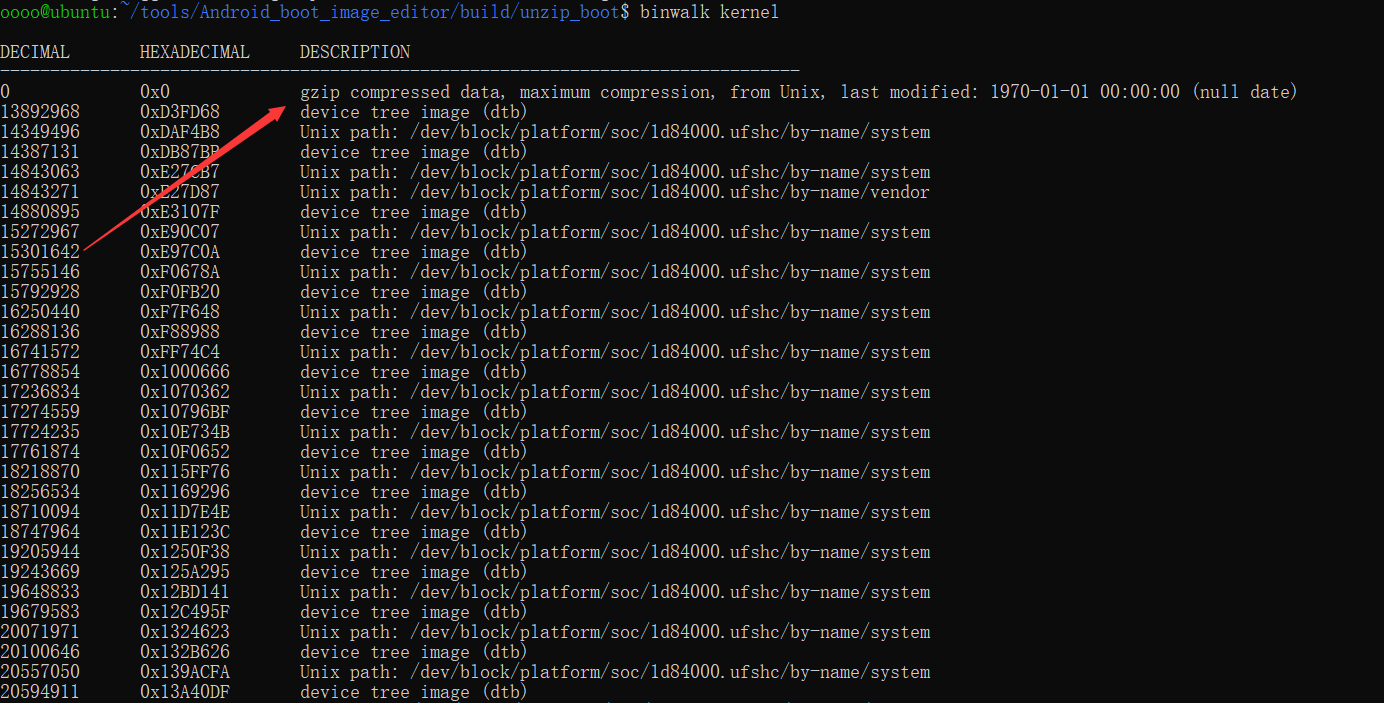 oooo@ubuntu:~/tools/Android_boot_image_editor/build/unzip_boot$ binwalk kernel
DECIMAL HEXADECIMAL DESCRIPTION
--------------------------------------------------------------------------------
0 0x0 gzip compressed data, maximum compression, from Unix, last modified: 1970-01-01 00:00:00 (null date)
13892968 0xD3FD68 device tree image (dtb)
14349496 0xDAF4B8 Unix path: /dev/block/platform/soc/1d84000.ufshc/by-name/system
14387131 0xDB87BB device tree image (dtb)
14843063 0xE27CB7 Unix path: /dev/block/platform/soc/1d84000.ufshc/by-name/system
14843271 0xE27D87 Unix path: /dev/block/platform/soc/1d84000.ufshc/by-name/vendor
14880895 0xE3107F device tree image (dtb)
15272967 0xE90C07 Unix path: /dev/block/platform/soc/1d84000.ufshc/by-name/system
15301642 0xE97C0A device tree image (dtb)
15755146 0xF0678A Unix path: /dev/block/platform/soc/1d84000.ufshc/by-name/system
15792928 0xF0FB20 device tree image (dtb)
16250440 0xF7F648 Unix path: /dev/block/platform/soc/1d84000.ufshc/by-name/system
16288136 0xF88988 device tree image (dtb)
16741572 0xFF74C4 Unix path: /dev/block/platform/soc/1d84000.ufshc/by-name/system
16778854 0x1000666 device tree image (dtb)
17236834 0x1070362 Unix path: /dev/block/platform/soc/1d84000.ufshc/by-name/system
17274559 0x10796BF device tree image (dtb)
17724235 0x10E734B Unix path: /dev/block/platform/soc/1d84000.ufshc/by-name/system
17761874 0x10F0652 device tree image (dtb)
18218870 0x115FF76 Unix path: /dev/block/platform/soc/1d84000.ufshc/by-name/system
18256534 0x1169296 device tree image (dtb)
18710094 0x11D7E4E Unix path: /dev/block/platform/soc/1d84000.ufshc/by-name/system
18747964 0x11E123C device tree image (dtb)
19205944 0x1250F38 Unix path: /dev/block/platform/soc/1d84000.ufshc/by-name/system
19243669 0x125A295 device tree image (dtb)
19648833 0x12BD141 Unix path: /dev/block/platform/soc/1d84000.ufshc/by-name/system
19679583 0x12C495F device tree image (dtb)
20071971 0x1324623 Unix path: /dev/block/platform/soc/1d84000.ufshc/by-name/system
20100646 0x132B626 device tree image (dtb)
20557050 0x139ACFA Unix path: /dev/block/platform/soc/1d84000.ufshc/by-name/system
20594911 0x13A40DF device tree image (dtb)